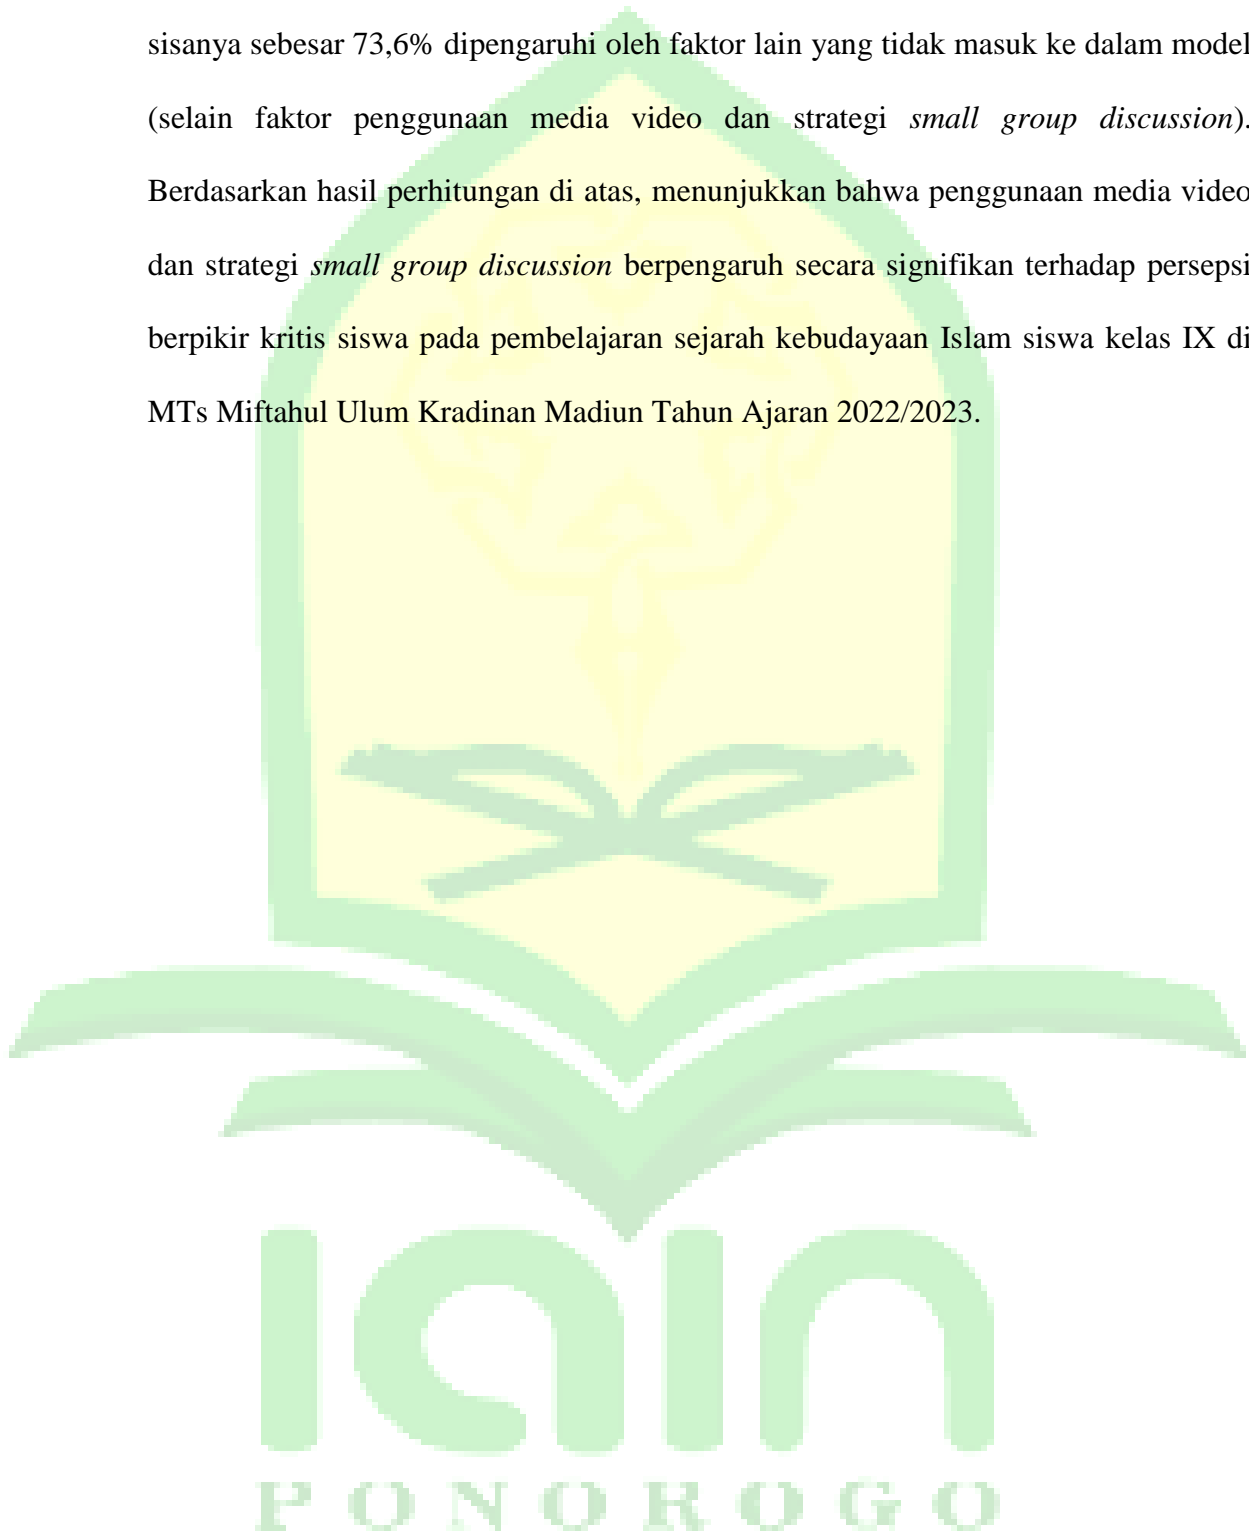 sisanya sebesar 73,6% dipengaruhi oleh faktor lain yang tidak masuk ke dalam model
(selain faktor penggunaan media video dan strategi small group discussion).
Berdasarkan hasil perhitungan di atas, menunjukkan bahwa penggunaan media video
dan strategi small group discussion berpengaruh secara signifikan terhadap persepsi
berpikir kritis siswa pada pembelajaran sejarah kebudayaan Islam siswa kelas IX di
MTs Miftahul Ulum Kradinan Madiun Tahun Ajaran 2022/2023.
iain
PONOROGO